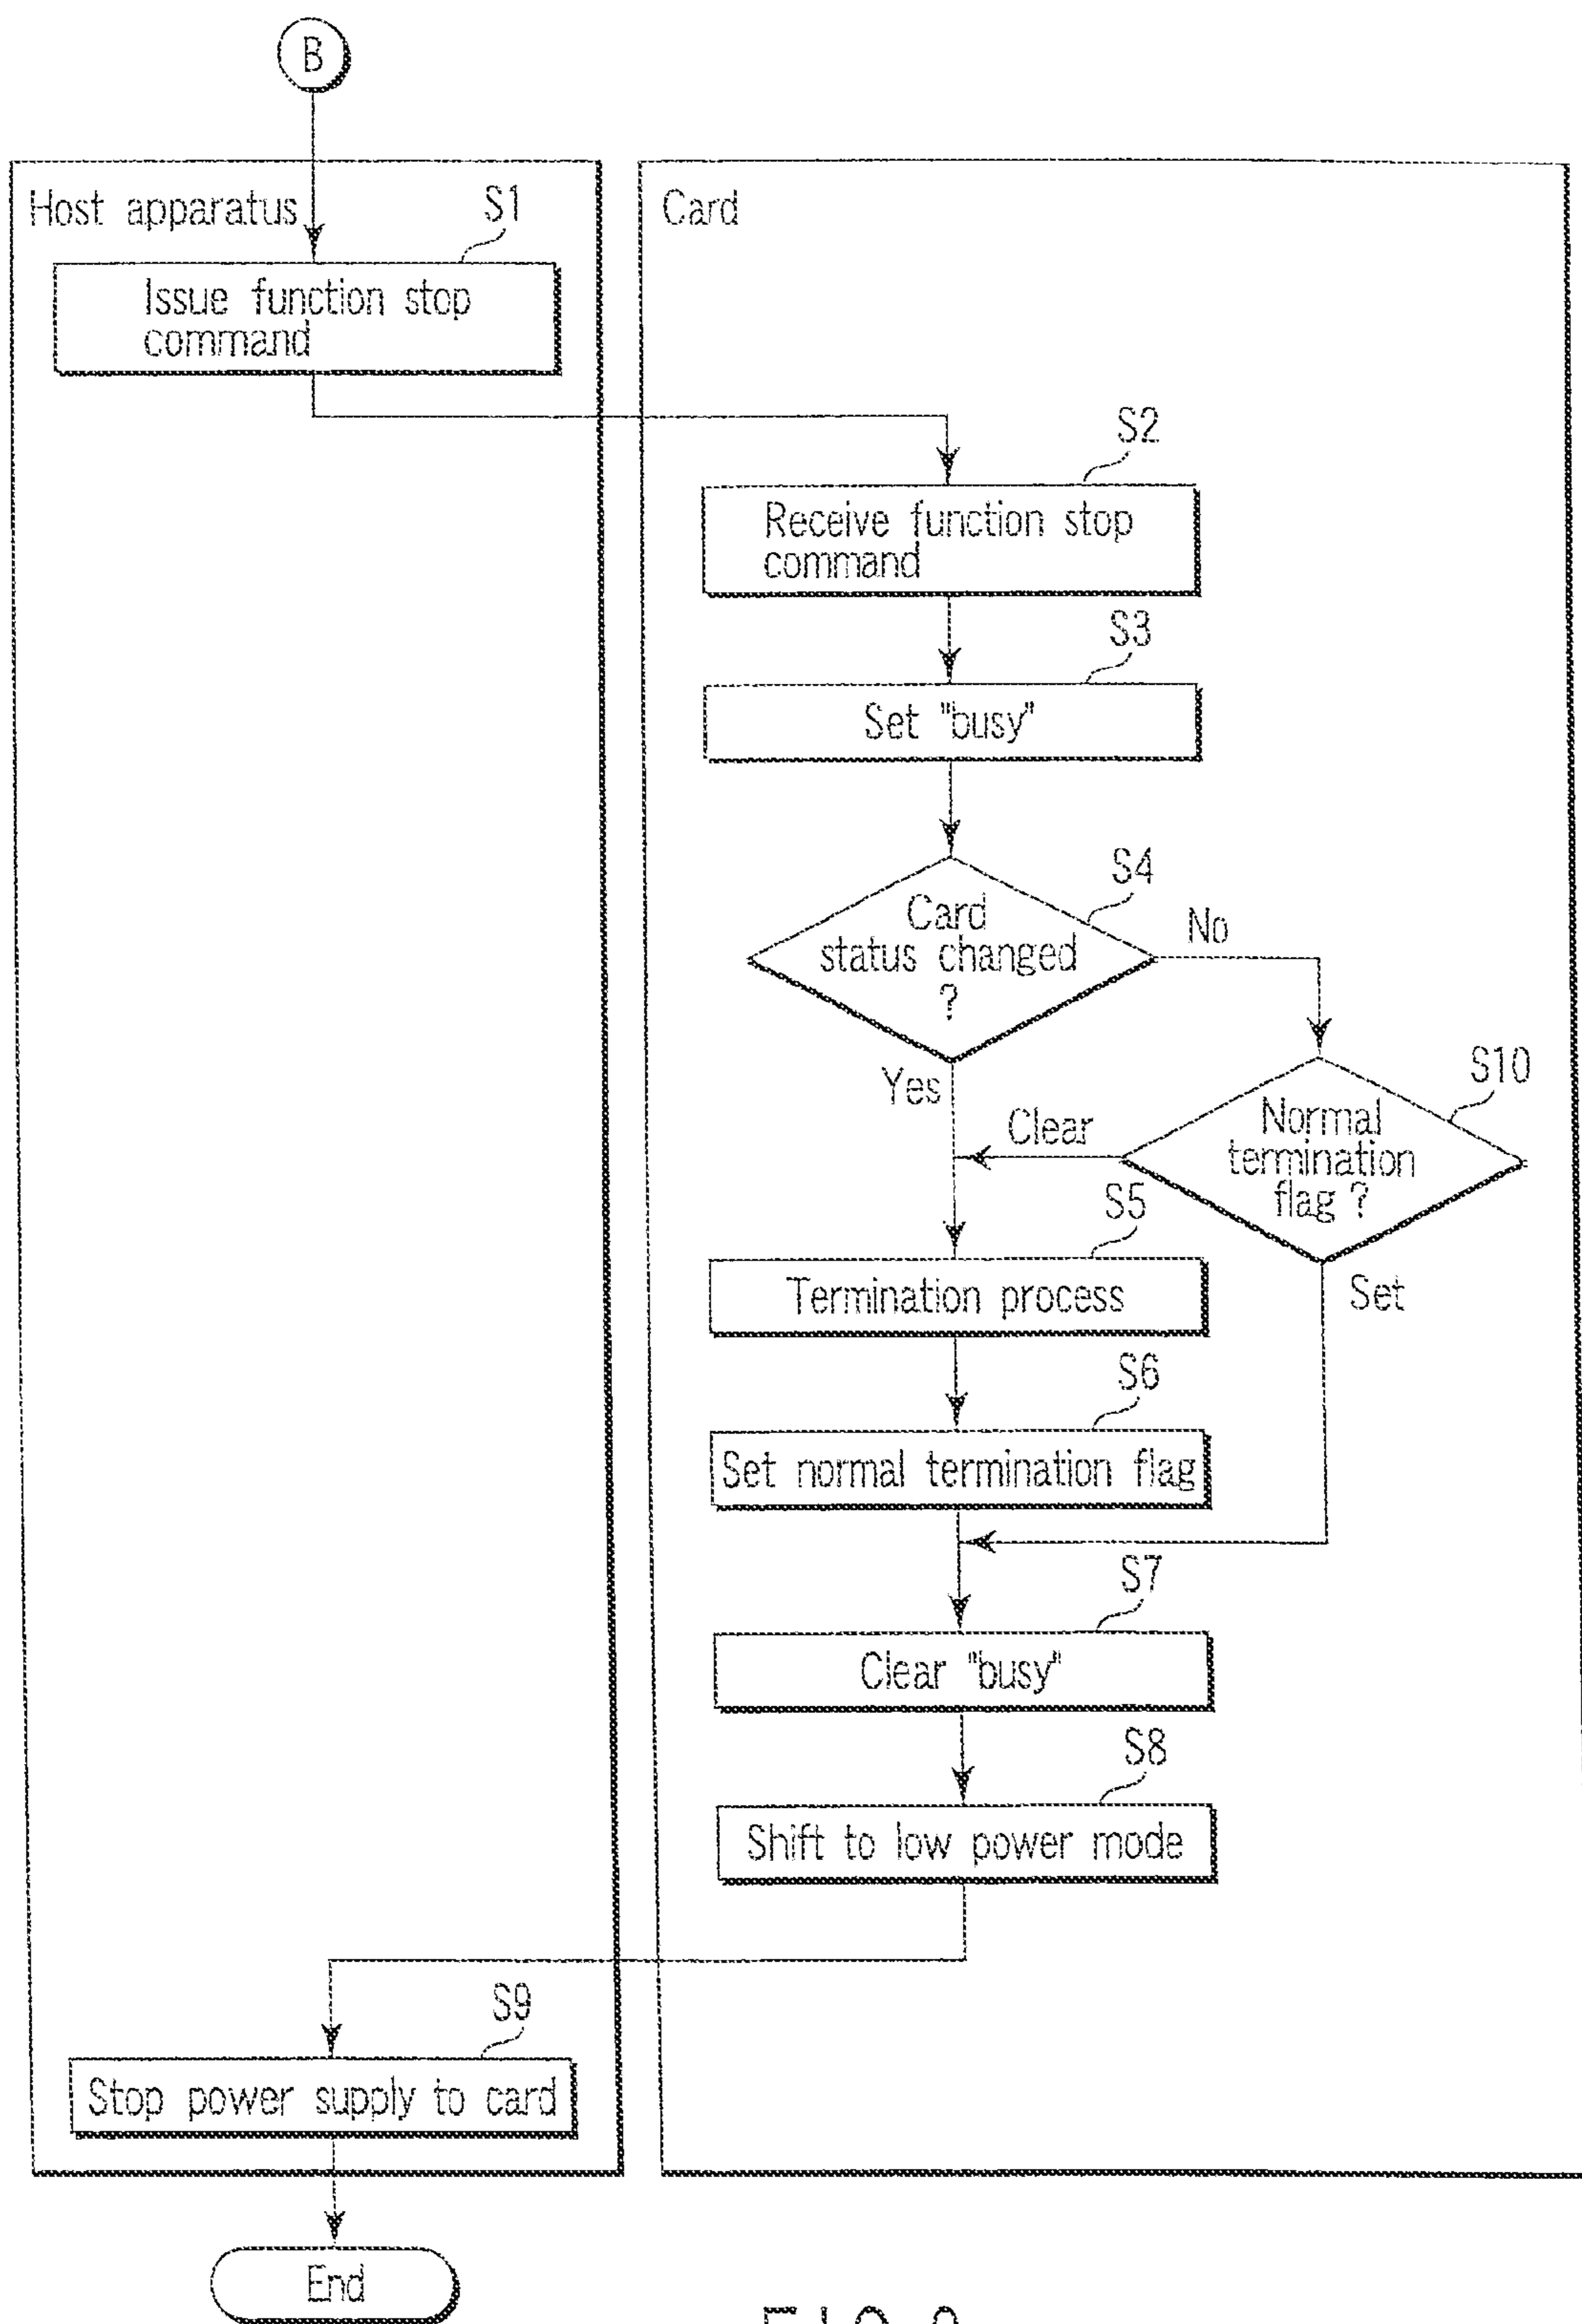 B
Host apparatus
S1
Issue function stop
command
Card
S2
Receive function stop
command
S3
Set "busy"
S4
Card
status changed
?
No
Yes
S10
Normal
termination
flag ?
Clear
Set
S5
Termination process
S6
Set normal termination flag
S7
Clear "busy"
S8
Shift to low power mode
S9
Stop power supply to card
End